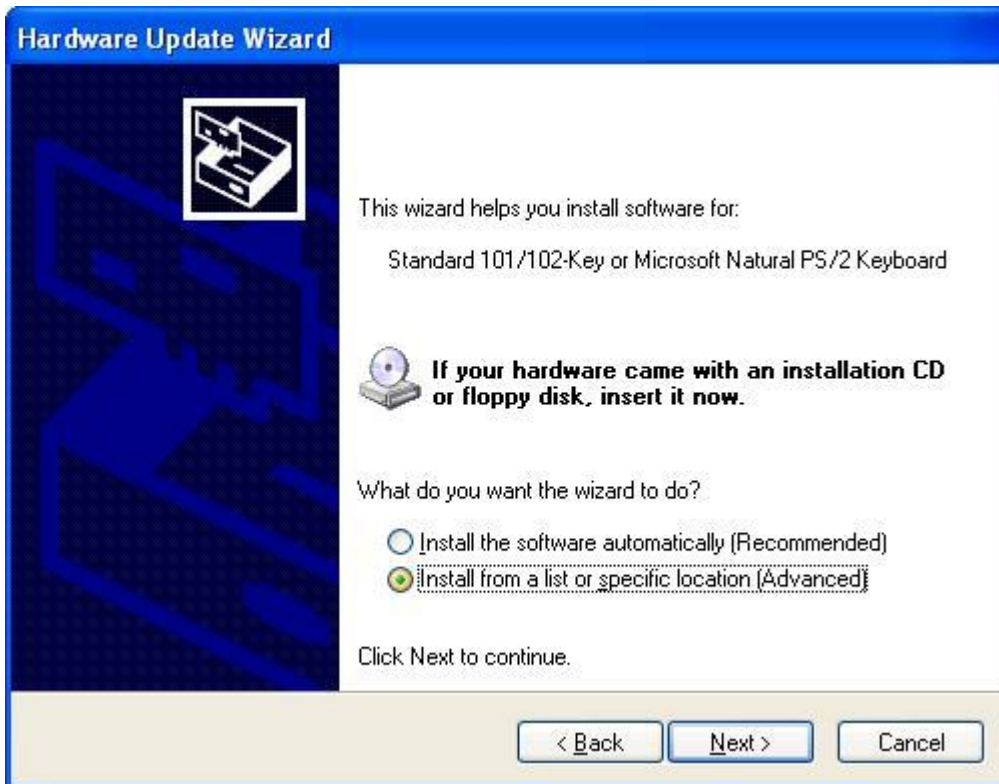 Hardware Update Wizard
This wizard helps you install software for:
Standard 101/102-Key or Microsoft Natural PS/2 Keyboard
If your hardware came with an installation CD
or floppy disk, insert it now.
What do you want the wizard to do?
Install the software automatically (Recommended)
Install from a list or specific location (Advanced)
Click Next to continue.
< Back
Next >
Cancel